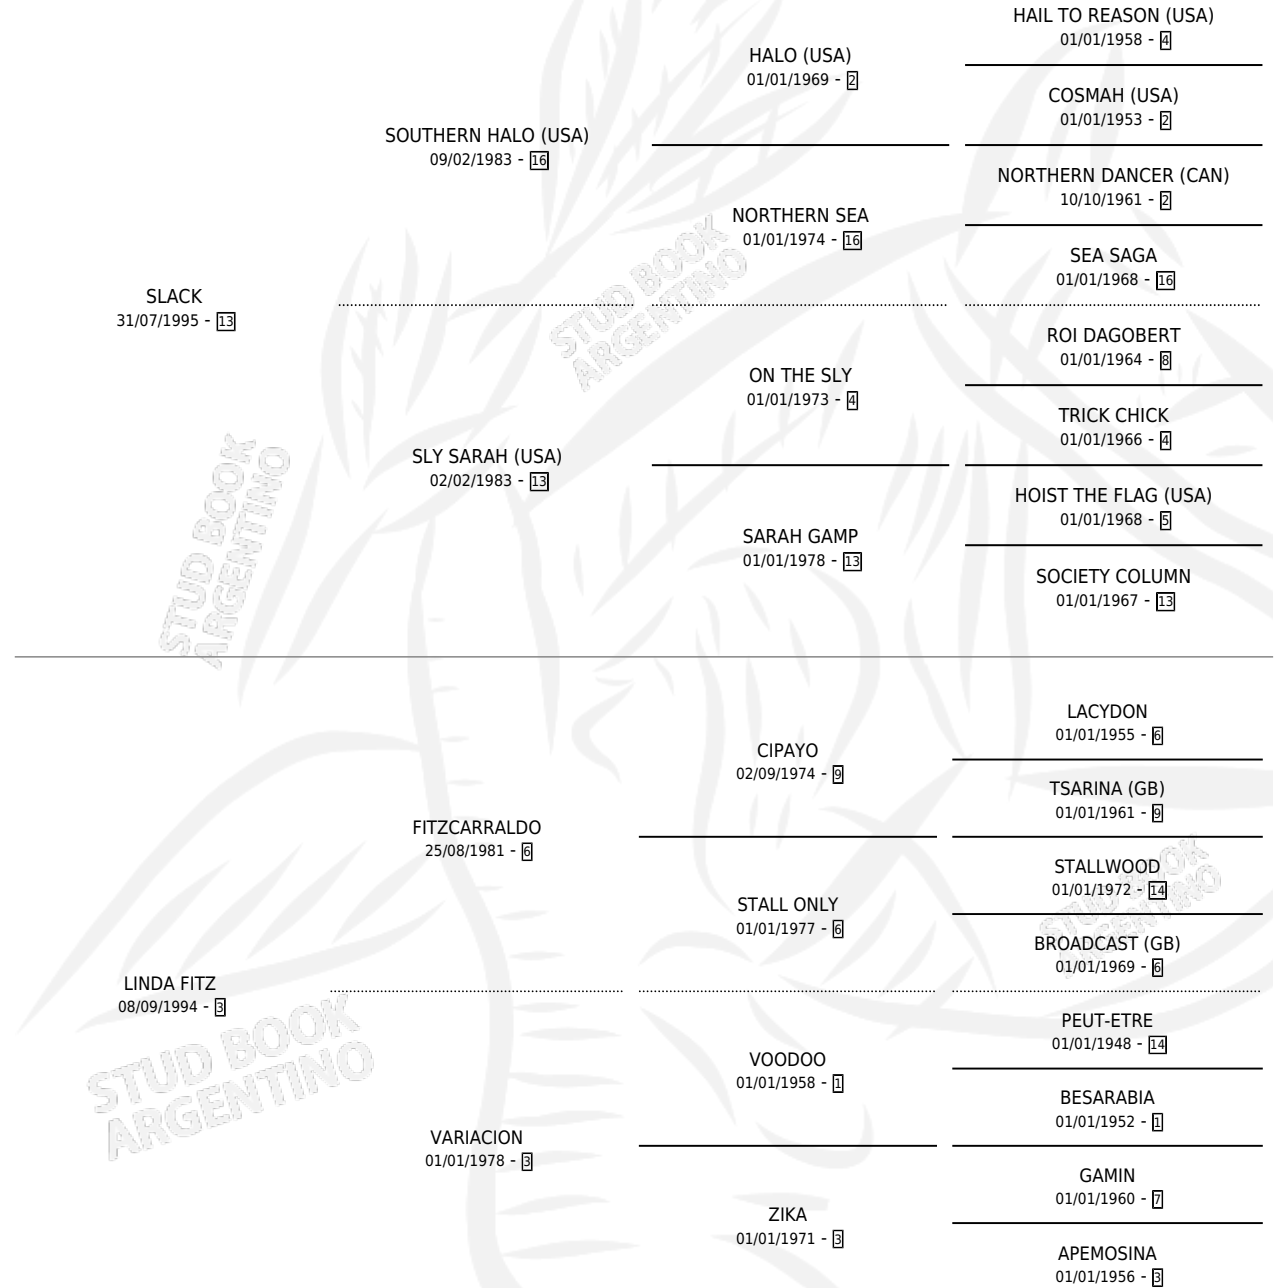 HAIL TO REASON (USA)
01/01/1958 - 4
HALO (USA)
01/01/1969 - 2
COSMAH (USA)
01/01/1953 - 2
SOUTHERN HALO (USA)
09/02/1983 - 16
NORTHERN DANCER (CAN)
10/10/1961 - 2
NORTHERN SEA
01/01/1974 - 16
SEA SAGA
01/01/1968 - 16
SLACK
31/07/1995 - 13
STUD BOOK
ARGENTINO
ROI DAGOBERT
01/01/1964 - 8
ON THE SLY
01/01/1973 - 4
TRICK CHICK
01/01/1966 - 4
SLY SARAH (USA)
02/02/1983 - 13
HOIST THE FLAG (USA)
01/01/1968 - 5
SARAH GAMP
01/01/1978 - 13
SOCIETY COLUMN
01/01/1967 - 13
STUD BOOK
ARGENTINO
LACYDON
01/01/1955 - 6
CIPAYO
02/09/1974 - 9
TSARINA (GB)
01/01/1961 - 9
FITZCARRALDO
25/08/1981 - 6
STALLWOOD
01/01/1972 - 14
STALL ONLY
01/01/1977 - 6
BROADCAST (GB)
01/01/1969 - 6
STUD BOOK
ARGENTINO
LINDA FITZ
08/09/1994 - 3
PEUT-ETRE
01/01/1948 - 14
VOODOO
01/01/1958 - 1
BESARABIA
01/01/1952 - 1
STUD BOOK
ARGENTINO
VARIACION
01/01/1978 - 3
GAMIN
01/01/1960 - 7
ZIKA
01/01/1971 - 3
APEMOSINA
01/01/1956 - 3